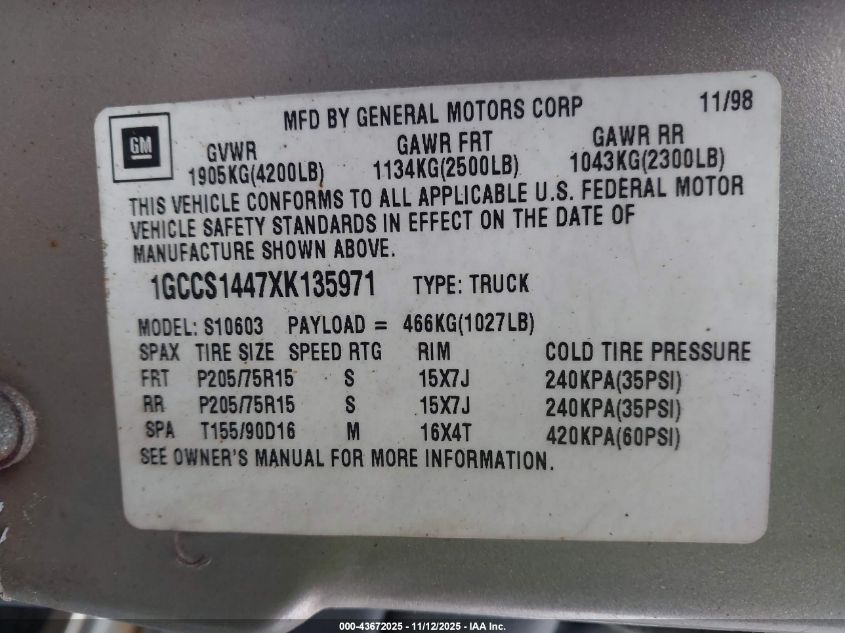 MFD BY GENERAL MOTORS CORP 11/98
GM
GVWR GAWR FRT GAWR RR
1905KG(4200LB) 1134KG(2500LB) 1043KG(2300LB)
THIS VEHICLE CONFORMS TO ALL APPLICABLE U.S. FEDERAL MOTOR
VEHICLE SAFETY STANDARDS IN EFFECT ON THE DATE OF
MANUFACTURE SHOWN ABOVE.
1GCCS1447XK135971 TYPE: TRUCK
MODEL: S10603 PAYLOAD = 466KG(1027LB)
SPAX TIRE SIZE SPEED RTG RIM COLD TIRE PRESSURE
FRT P205/75R15 S 15X7J 240KPA(35PSI)
RR P205/75R15 S 15X7J 240KPA(35PSI)
SPA T155/90D16 M 16X4T 420KPA(60PSI)
SEE OWNER'S MANUAL FOR MORE INFORMATION.
000-43672025 - 11/12/2025 - IAA Inc.